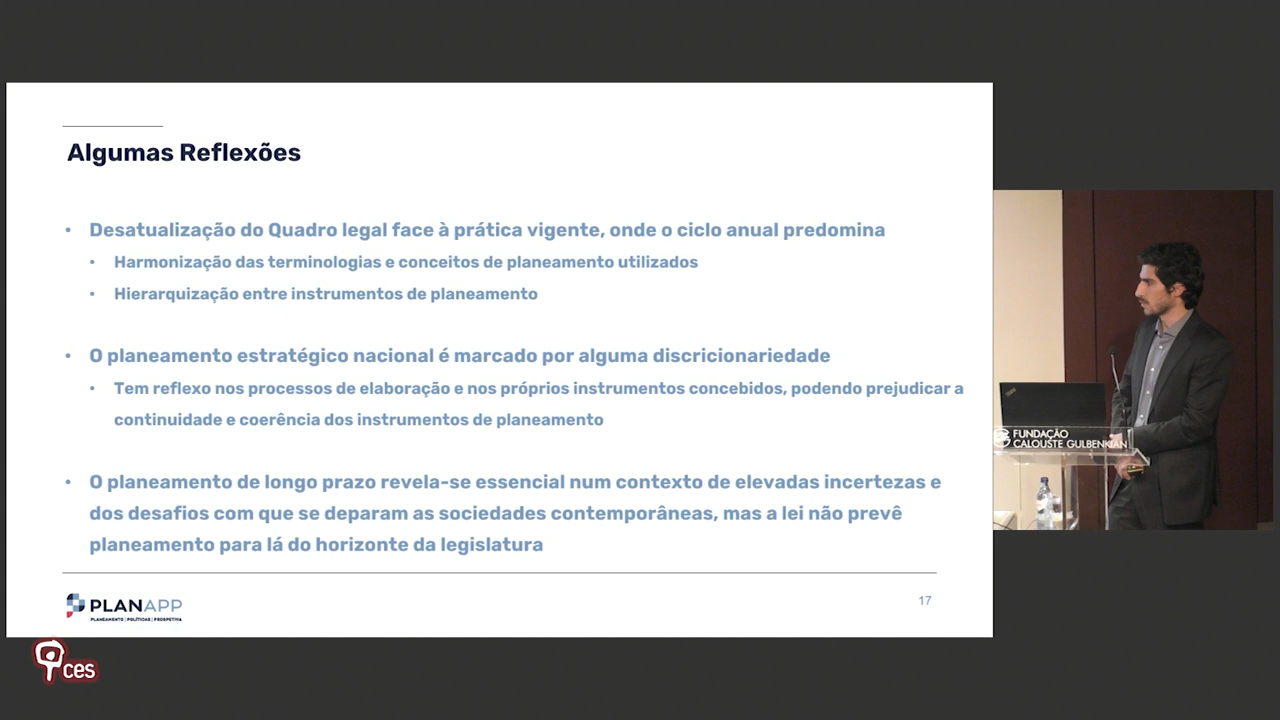 Algumas Reflexões
• Desatualização do Quadro legal face à prática vigente, onde o ciclo anual predomina
• Harmonização das terminologias e conceitos de planeamento utilizados
• Hierarquização entre instrumentos de planeamento
• O planeamento estratégico nacional é marcado por alguma discricionariedade
• Tem reflexo nos processos de elaboração e nos próprios instrumentos concebidos, podendo prejudicar a
continuidade e coerência dos instrumentos de planeamento
• O planeamento de longo prazo revela-se essencial num contexto de elevadas incertezas e
dos desafios com que se deparam as sociedades contemporâneas, mas a lei não prevê
planeamento para lá do horizonte da legislatura
PLANAPP
PLANEAMENTO | POLÍTICAS | PROSPETIVA
17
FUNDAÇÃO
CALOUSTE GULBENKIAN
ces